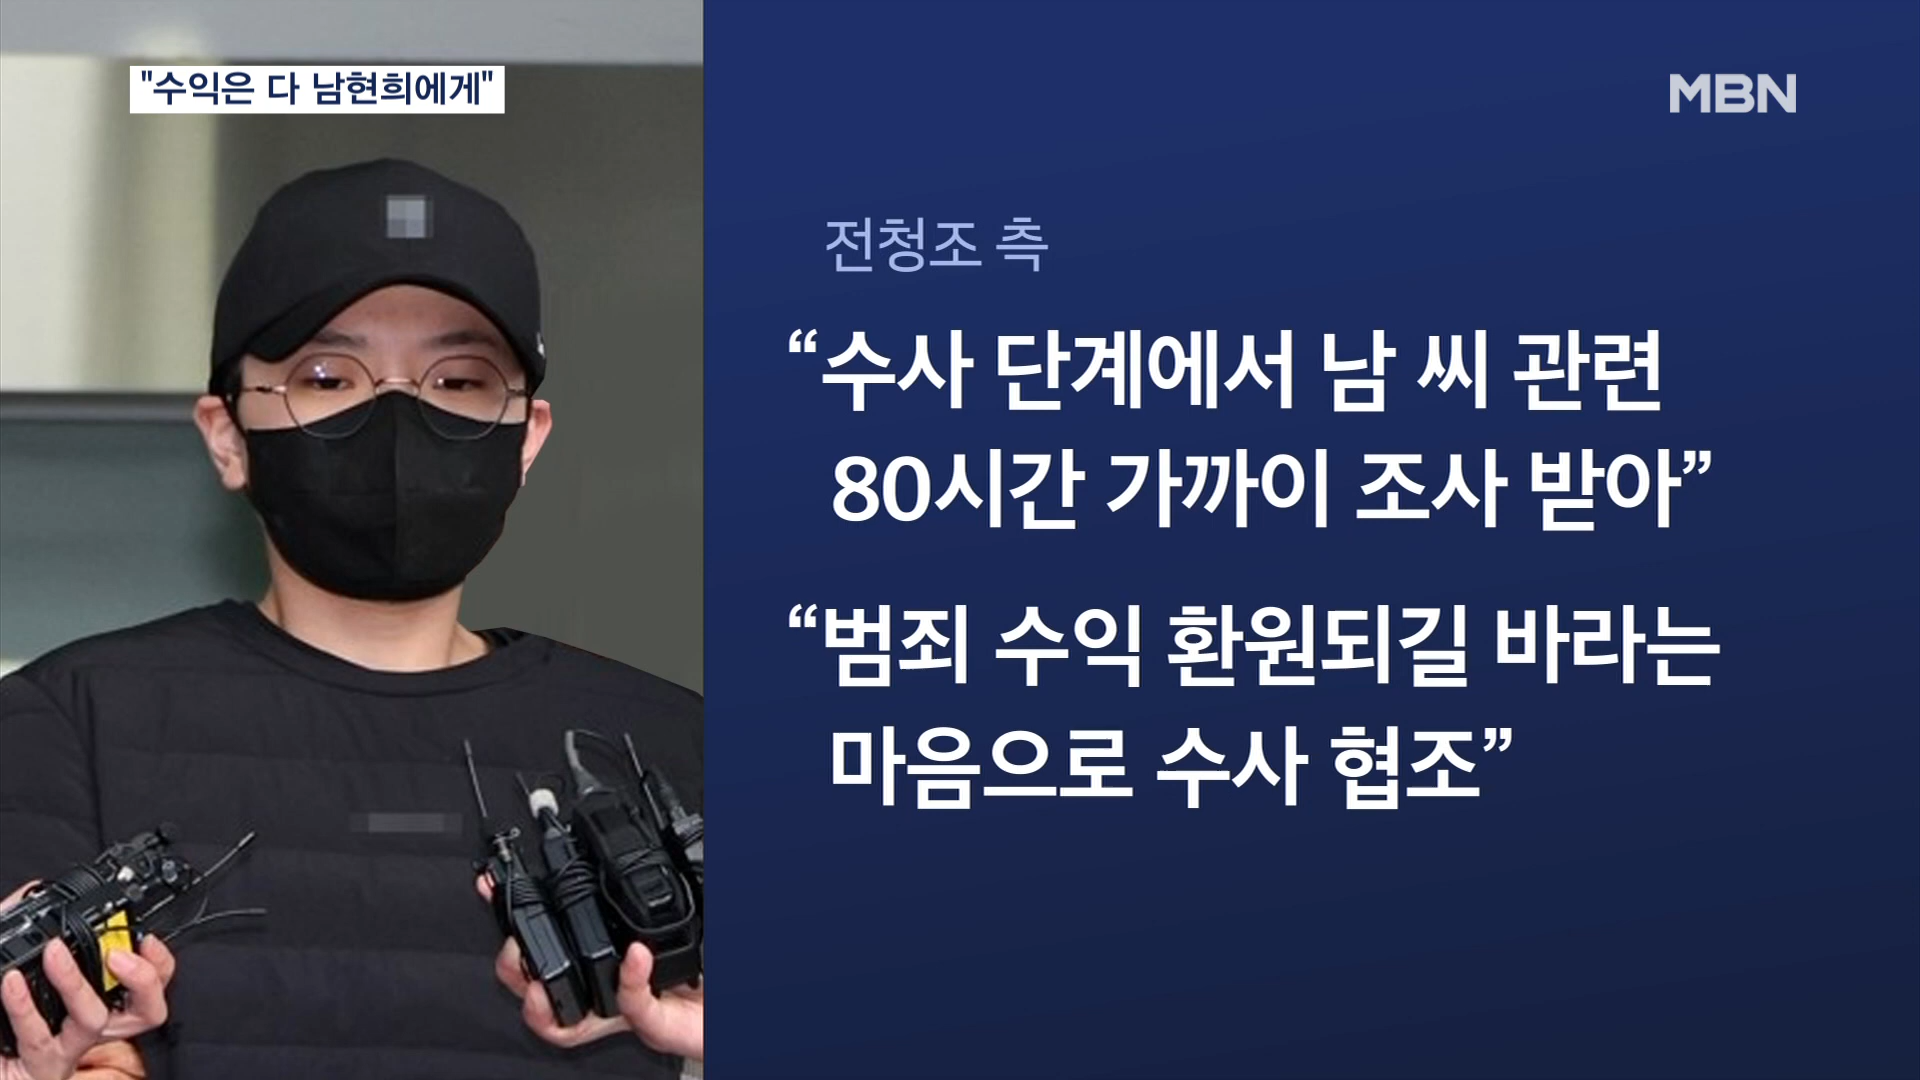 "수익은 다 남현희에게"
MBN
전청조 측
“수사 단계에서 남 씨 관련
80시간 가까이 조사 받아”
“범죄 수익 환원되길 바라는
마음으로 수사 협조”